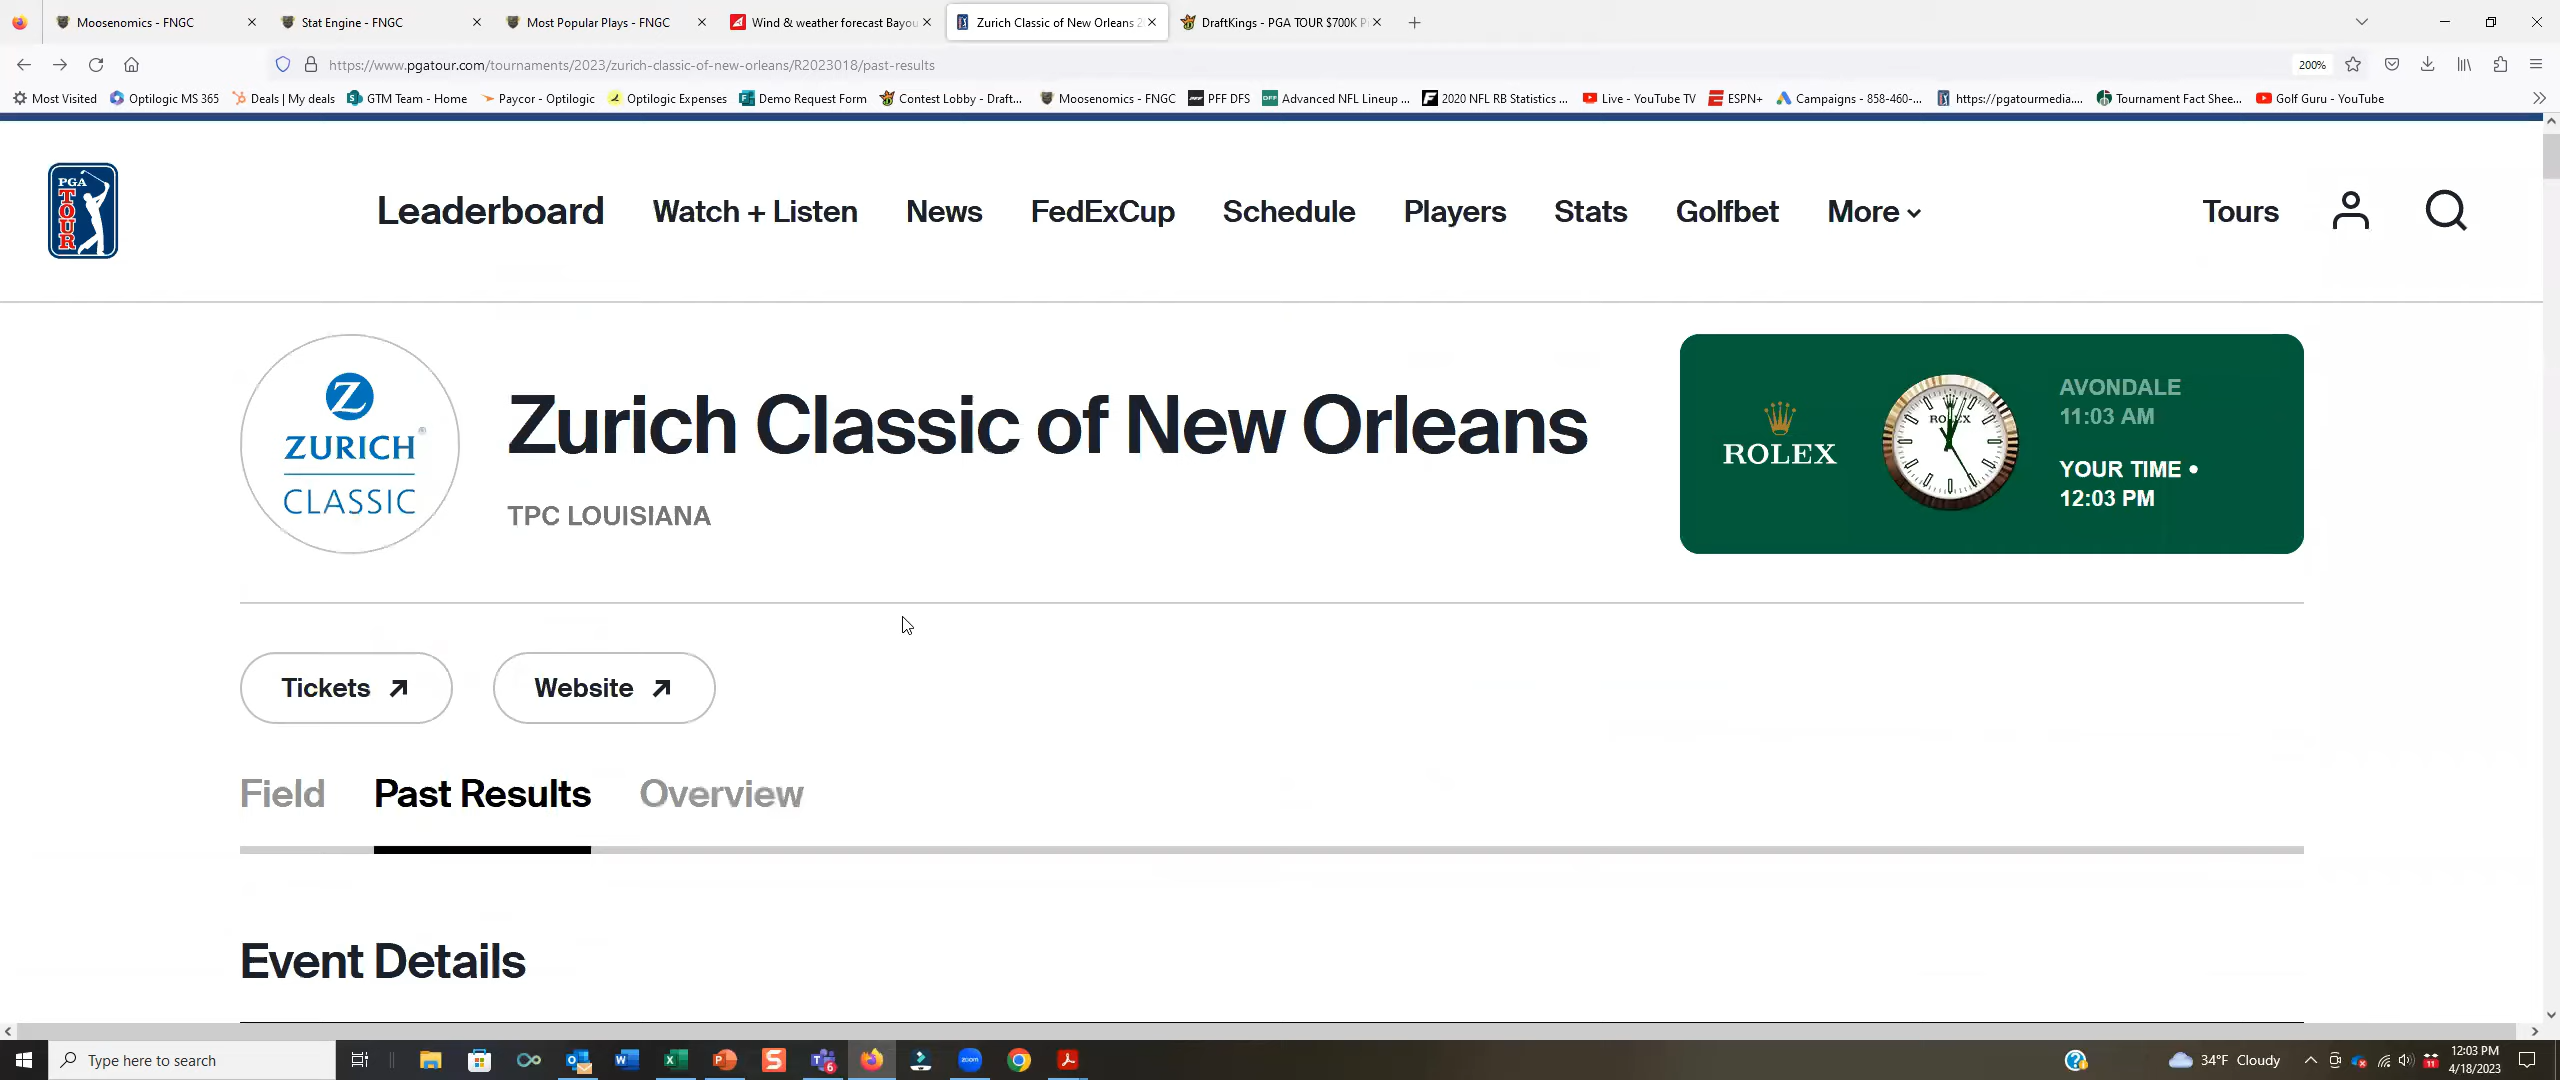 Moosenomics - FNGC
Stat Engine - FNGC
Most Popular Plays - FNGC
Wind & weather forecast Bayou
Zurich Classic of New Orleans 2
DraftKings - PGA TOUR $700K P
https://www.pgatour.com/tournaments/2023/zurich-classic-of-new-orleans/R2023018/past-results
200%
Most Visited
Optilogic MS 365
Deals | My deals
GTM Team - Home
Paycor - Optilogic
Optilogic Expenses
Demo Request Form
Contest Lobby - Draft...
Moosenomics - FNGC
PFF DFS
Advanced NFL Lineup ...
2020 NFL RB Statistics ...
Live - YouTube TV
ESPN+
Campaigns - 858-460-...
https://pgatourmedia....
Tournament Fact Shee...
Golf Guru - YouTube
PGA
TOUR
Leaderboard
Watch + Listen
News
FedExCup
Schedule
Players
Stats
Golfbet
More
Tours
Z
ZURICH®
CLASSIC
Zurich Classic of New Orleans
TPC LOUISIANA
ROLEX
ROLEX
AVONDALE
11:03 AM
YOUR TIME •
12:03 PM
Tickets
Website
Field
Past Results
Overview
Event Details
Type here to search
34°F Cloudy
12:03 PM
4/18/2023